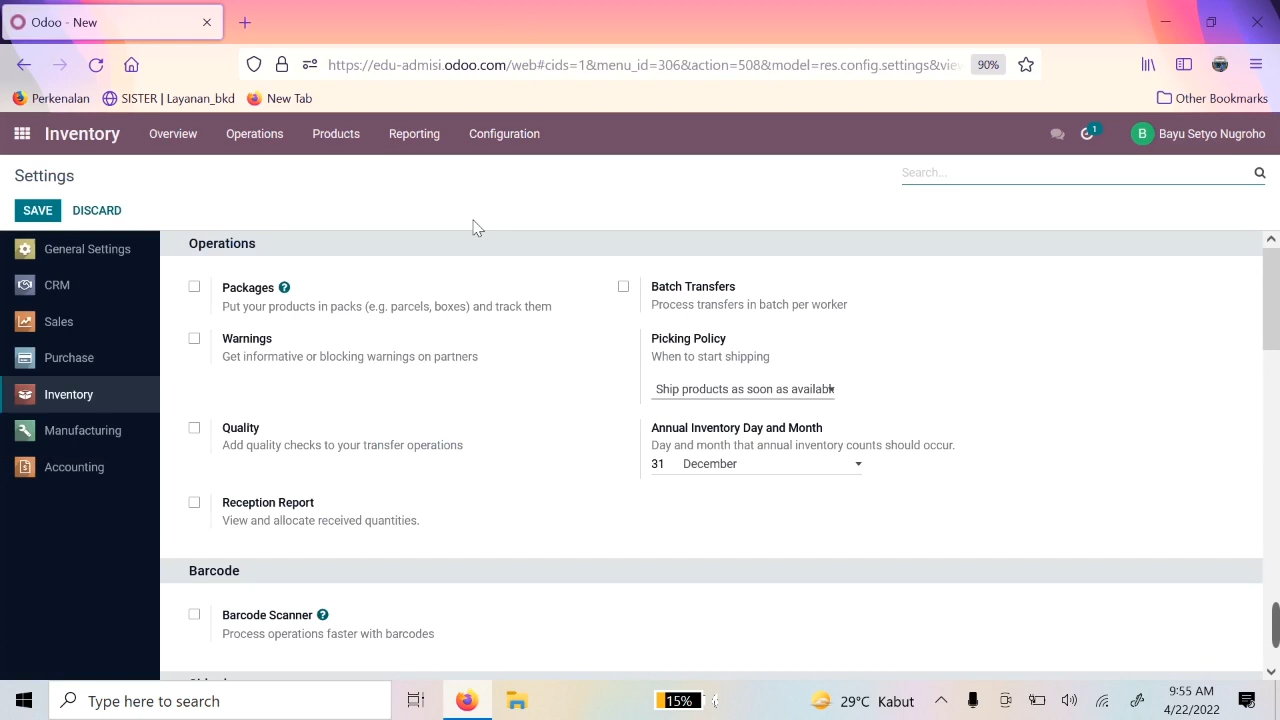 Odoo - New
https://edu-admisi.odoo.com/web#cids=1&menu_id=306&action=508&model=res.config.settings&view
90%
Perkenalan
SISTER | Layanan_bkd
New Tab
Other Bookmarks
Inventory
Overview
Operations
Products
Reporting
Configuration
1
B
Bayu Setyo Nugroho
Settings
Search...
SAVE
DISCARD
General Settings
CRM
Sales
Purchase
Inventory
Manufacturing
Accounting
Operations
Packages ?
Put your products in packs (e.g. parcels, boxes) and track them
Batch Transfers
Process transfers in batch per worker
Warnings
Get informative or blocking warnings on partners
Picking Policy
When to start shipping
Ship products as soon as availab
Quality
Add quality checks to your transfer operations
Annual Inventory Day and Month
Day and month that annual inventory counts should occur.
31 December
Reception Report
View and allocate received quantities.
Barcode
Barcode Scanner ?
Process operations faster with barcodes
Type here to search
15%
29°C Kabut
9:55 AM
4/22/2022